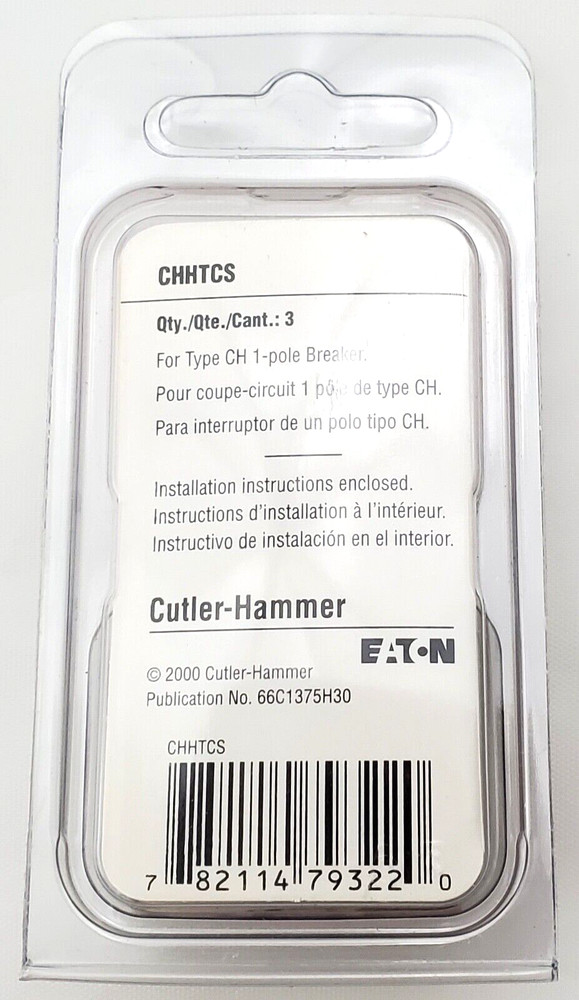 CHHTCS
Qty./Qte./Cant.: 3
For Type CH 1-pole Breaker.
Pour coupe-circuit 1 pôle de type CH.
Para interruptor de un polo tipo CH.
Installation instructions enclosed.
Instructions d'installation à l'intérieur.
Instructivo de instalación en el interior.
Cutler-Hammer
EATON
© 2000 Cutler-Hammer
Publication No. 66C1375H30
CHHTCS
7 82114 79322 0